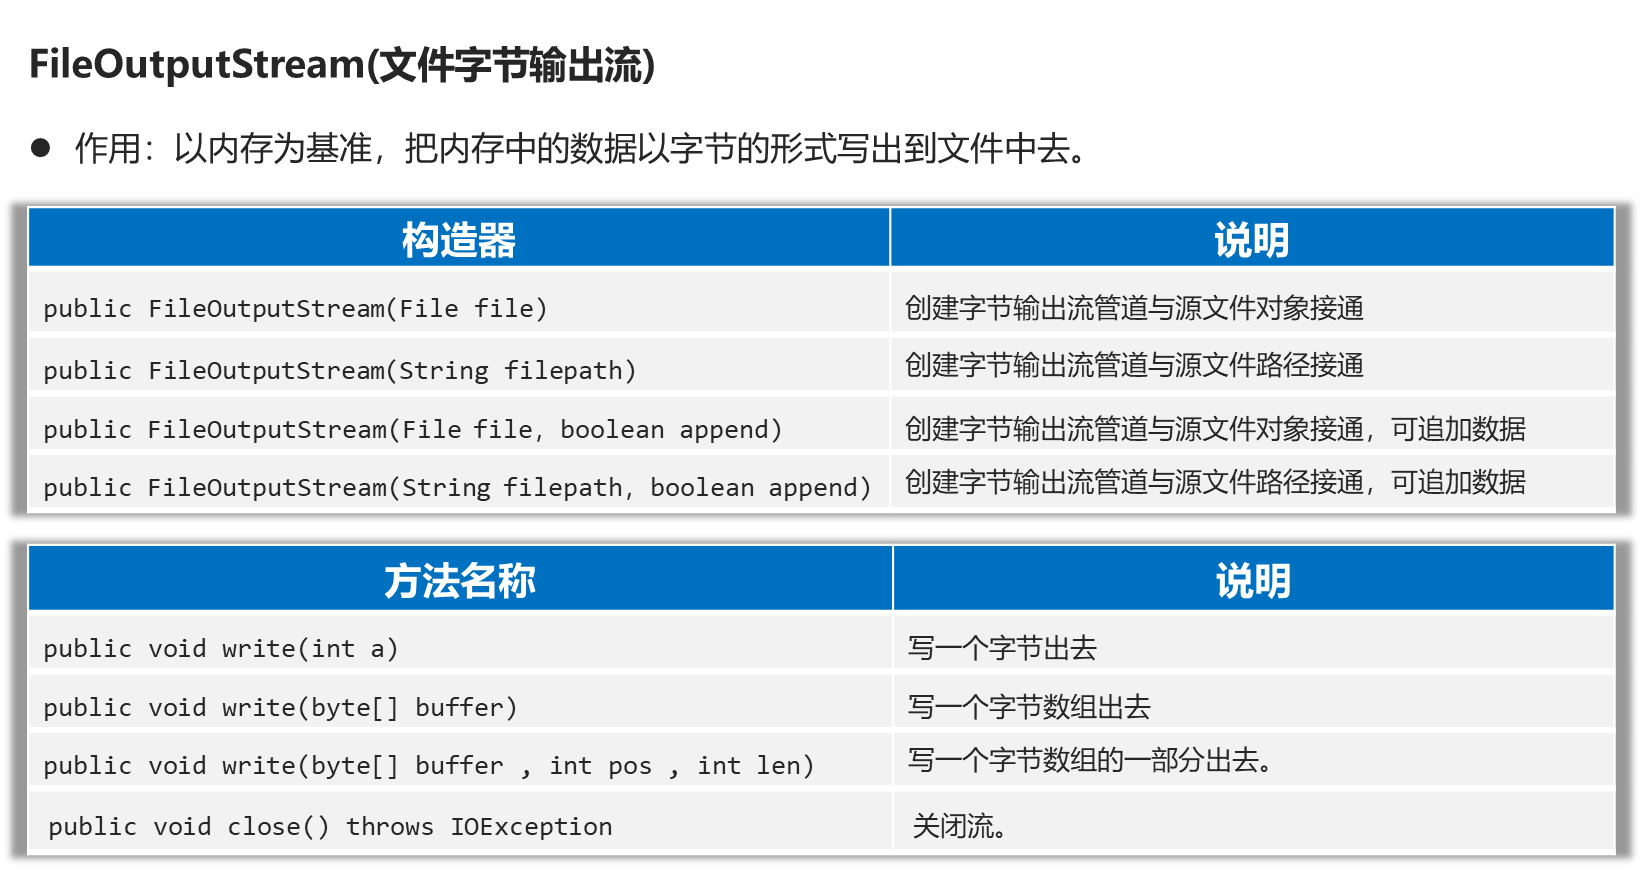 FileOutputStream(文件字节输出流)
● 作用：以内存为基准，把内存中的数据以字节的形式写出到文件中去。
构造器 说明
public FileOutputStream(File file) 创建字节输出流管道与源文件对象接通
public FileOutputStream(String filepath) 创建字节输出流管道与源文件路径接通
public FileOutputStream(File file，boolean append) 创建字节输出流管道与源文件对象接通，可追加数据
public FileOutputStream(String filepath，boolean append) 创建字节输出流管道与源文件路径接通，可追加数据
方法名称 说明
public void write(int a) 写一个字节出去
public void write(byte[] buffer) 写一个字节数组出去
public void write(byte[] buffer , int pos , int len) 写一个字节数组的一部分出去。
public void close() throws IOException 关闭流。